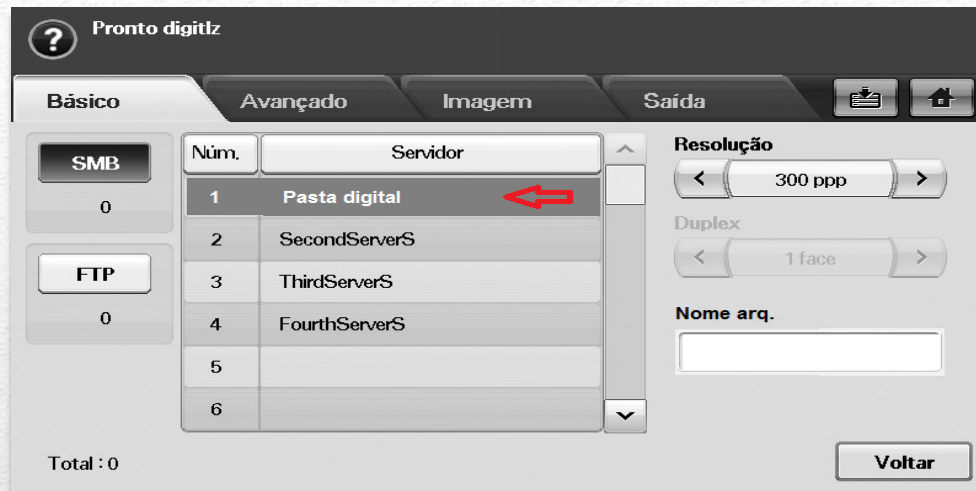 Pronto digitlz
Básico
Avançado
Imagem
Saída
SMB
0
FTP
0
Núm. Servidor
1 Pasta digital
2 SecondServerS
3 ThirdServerS
4 FourthServerS
5
6
Resolução
< 300 ppp >
Duplex
< 1 face >
Nome arq.
Total : 0
Voltar